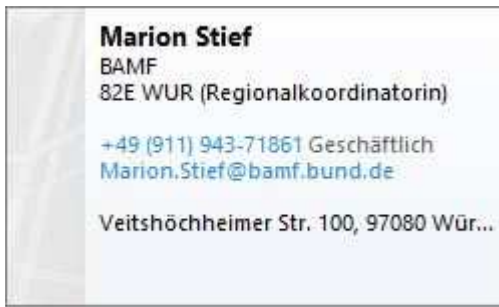 Marion Stief
BAMF
82E WUR (Regionalkoordinatorin)
+49 (911) 943-71861 Geschäftlich
Marion.Stief@bamf.bund.de
Veitshöchheimer Str. 100, 97080 Wür...